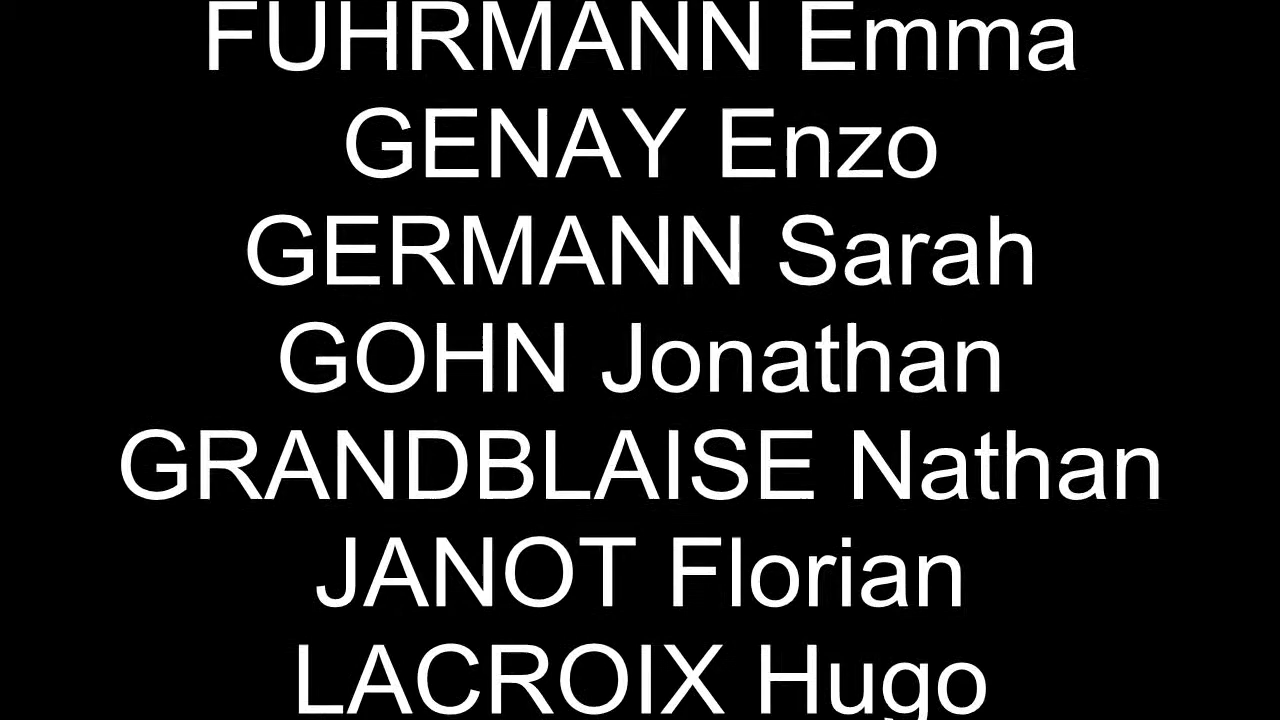 FUHRMANN Emma
GENAY Enzo
GERMANN Sarah
GOHN Jonathan
GRANDBLAISE Nathan
JANOT Florian
LACROIX Hugo